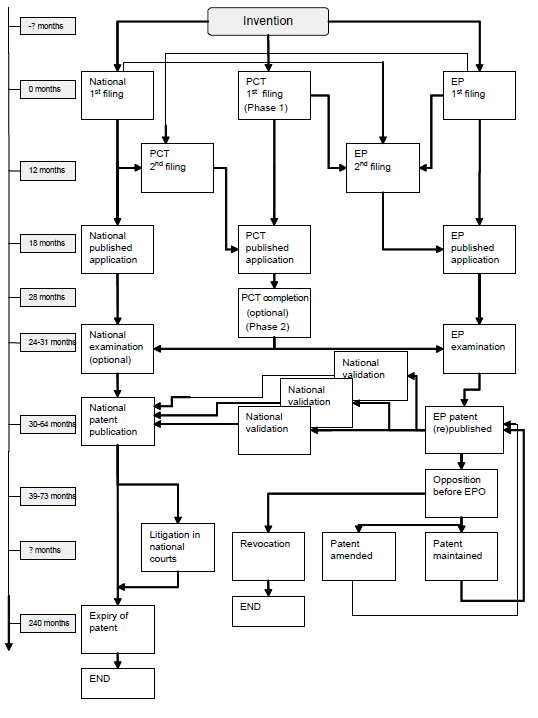 Invention
-? months
0 months
National
1st filing
PCT
1st filing
(Phase 1)
EP
1st filing
12 months
PCT
2nd filing
EP
2nd filing
18 months
National
published
application
PCT
published
application
EP
published
application
28 months
PCT completion
(optional)
(Phase 2)
24-31 months
National
examination
(optional)
EP
examination
National
validation
National
validation
National
validation
30-64 months
National
patent
publication
EP patent
(re)published
39-73 months
Opposition
before EPO
? months
Litigation in
national
courts
Revocation
Patent
amended
Patent
maintained
240 months
Expiry of
patent
END
END